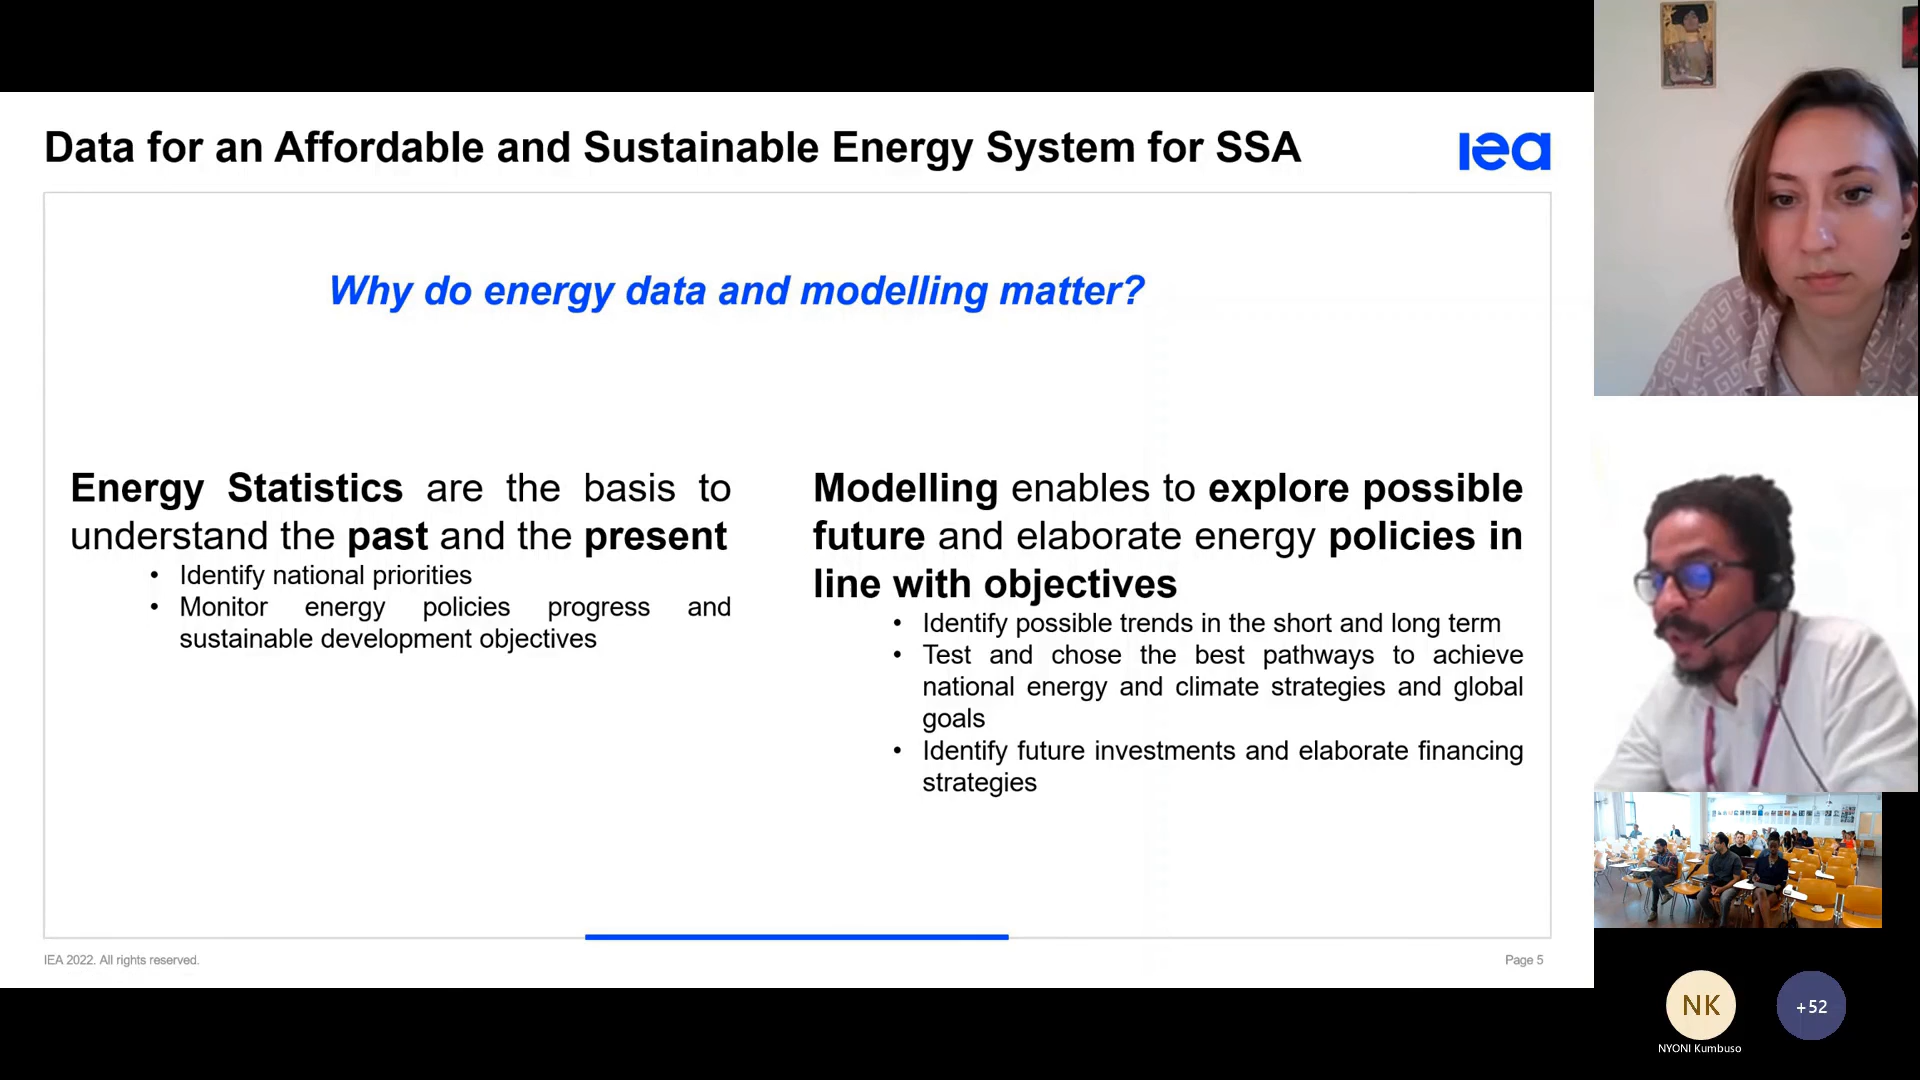 Data for an Affordable and Sustainable Energy System for SSA
iea
Why do energy data and modelling matter?
Energy Statistics are the basis to
understand the past and the present
• Identify national priorities
• Monitor energy policies progress and
sustainable development objectives
Modelling enables to explore possible
future and elaborate energy policies in
line with objectives
• Identify possible trends in the short and long term
• Test and chose the best pathways to achieve
national energy and climate strategies and global
goals
• Identify future investments and elaborate financing
strategies
IEA 2022. All rights reserved.
Page 5
NK
+52
NYONI Kumbuso